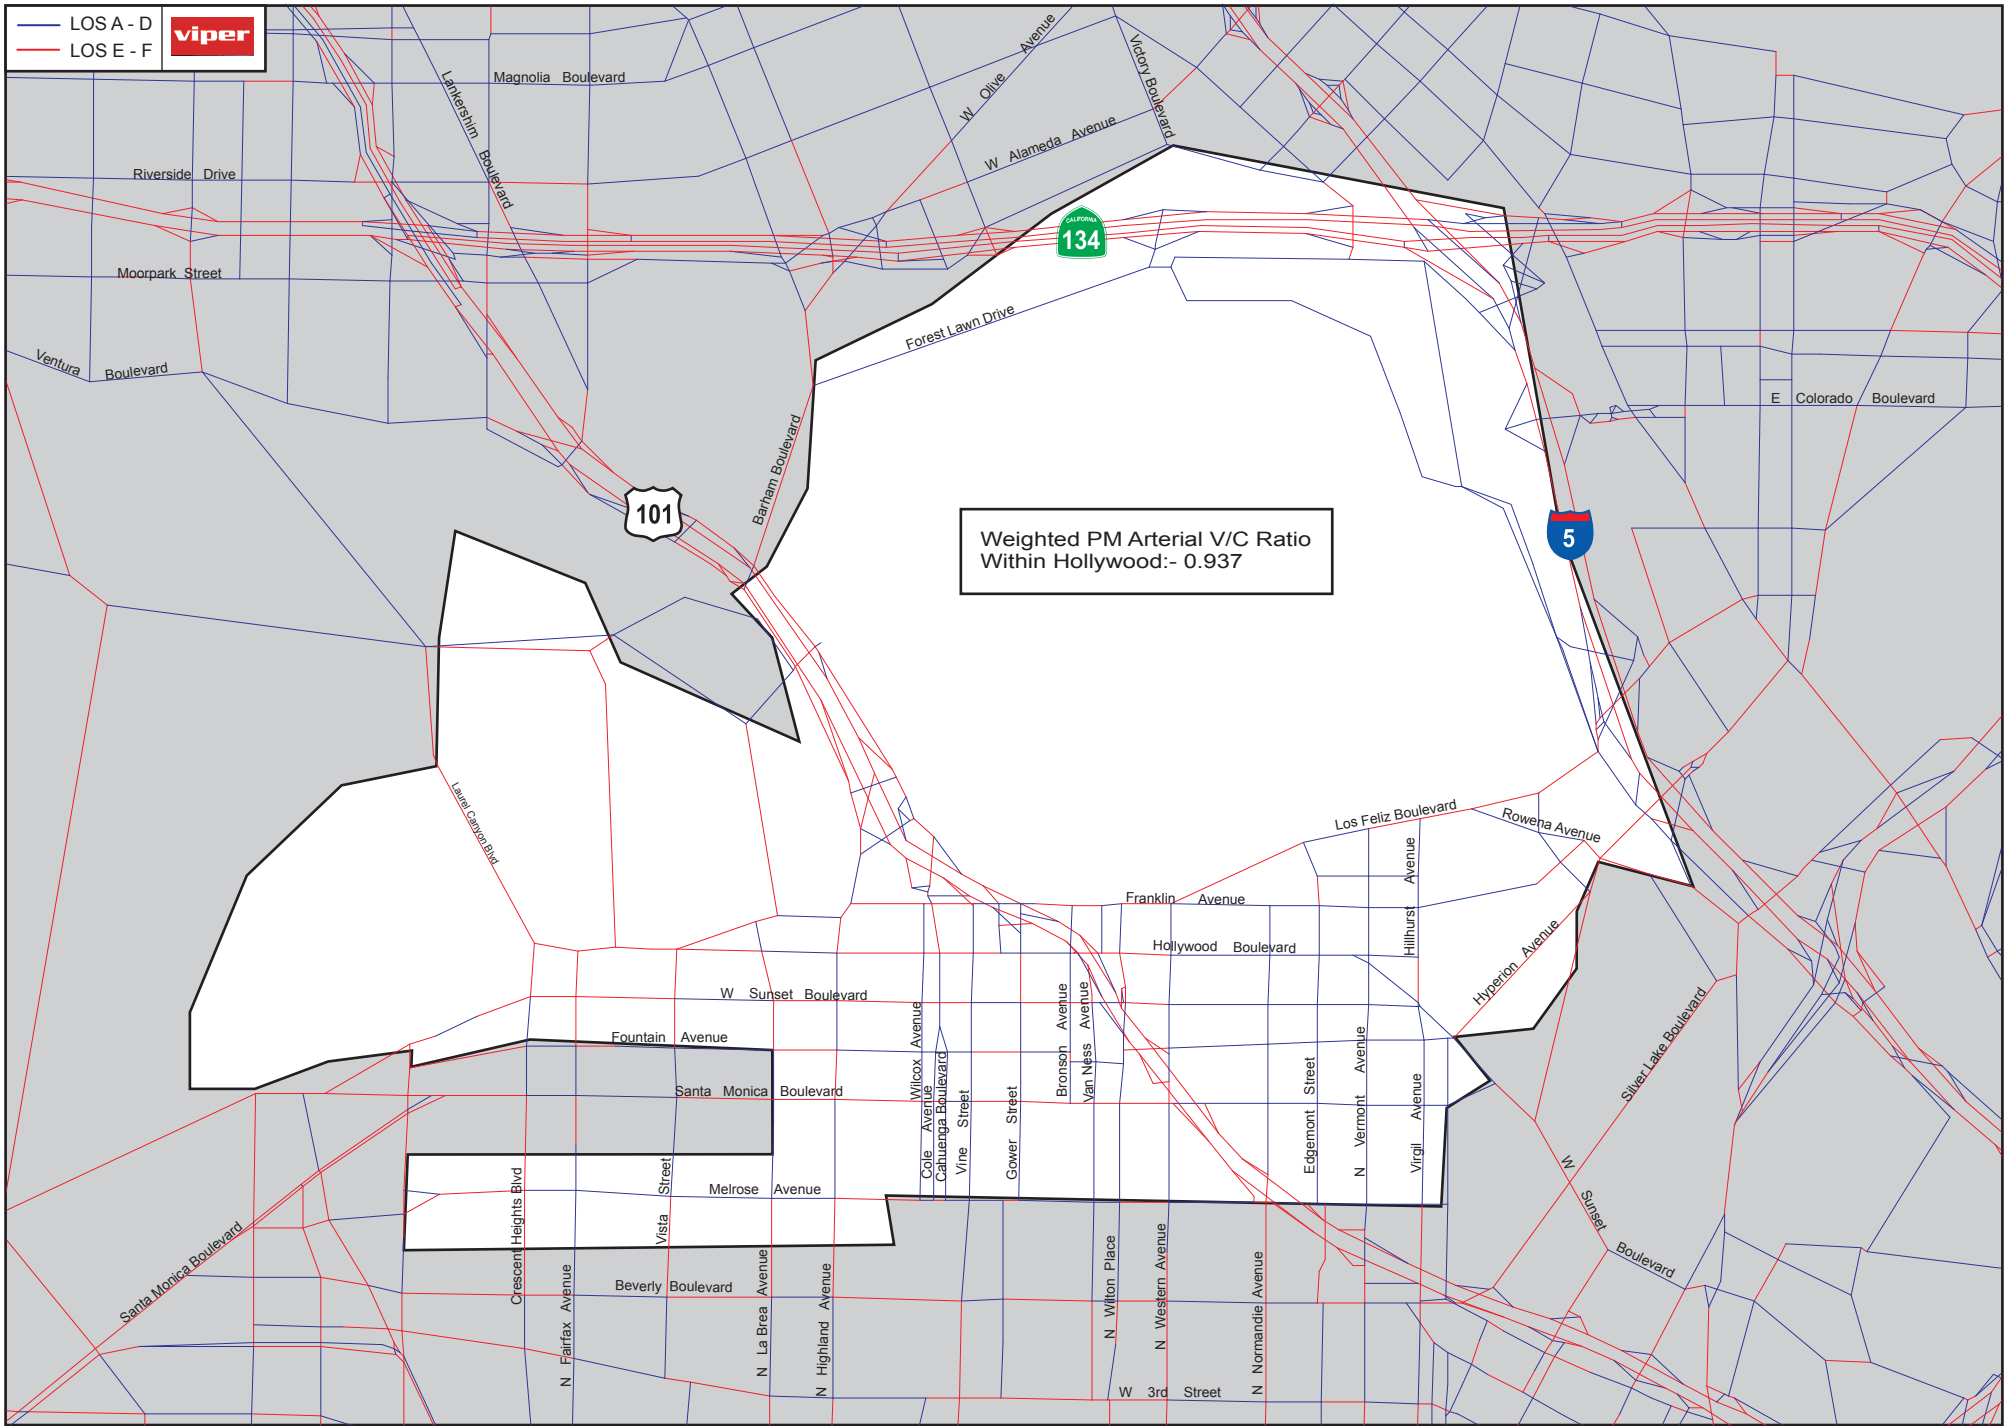 LOS A - D
LOS E - F
viper
Magnolia Boulevard
Lankershim Boulevard
W Olive Avenue
Victory Boulevard
W Alameda Avenue
Riverside Drive
CALIFORNIA
134
Moorpark Street
Forest Lawn Drive
Ventura Boulevard
E Colorado Boulevard
Barham Boulevard
101
5
Weighted PM Arterial V/C Ratio
Within Hollywood:- 0.937
Laurel Canyon Blvd
Los Feliz Boulevard
Rowena Avenue
Hillhurst Avenue
Franklin Avenue
Hollywood Boulevard
Hyperion Avenue
W Sunset Boulevard
Fountain Avenue
Santa Monica Boulevard
Wilcox Avenue
Cole Avenue
Cahuenga Boulevard
Vine Street
Gower Street
Bronson Avenue
Van Ness Avenue
Edgemont Street
N Vermont Avenue
Virgil Avenue
Silver Lake Boulevard
W Sunset Boulevard
Melrose Avenue
Crescent Heights Blvd
Vista Street
Santa Monica Boulevard
Beverly Boulevard
N Fairfax Avenue
N La Brea Avenue
N Highland Avenue
N Wilton Place
N Western Avenue
N Normandie Avenue
W 3rd Street